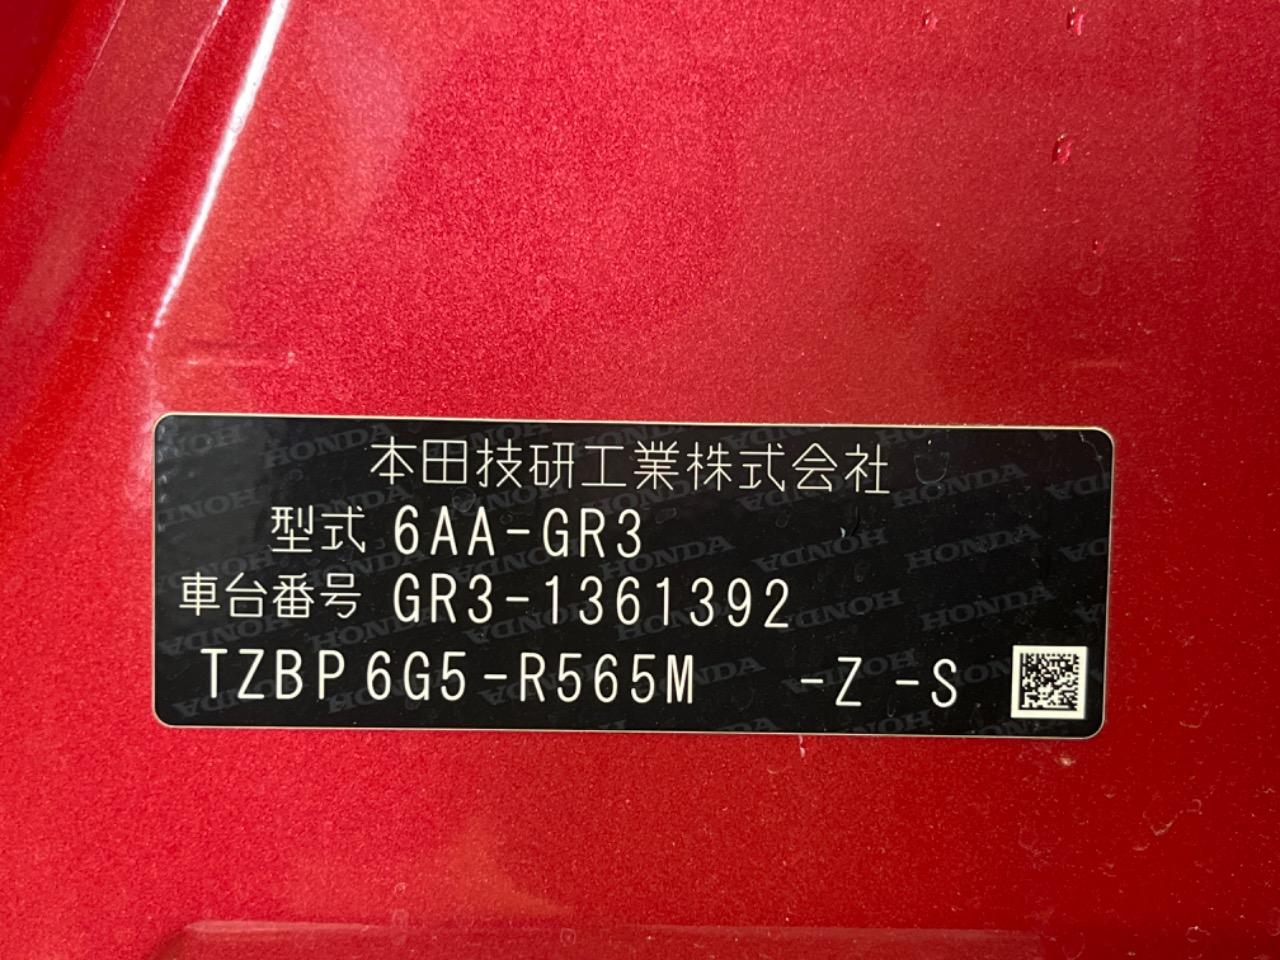 本田技研工業株式会社
型式 6AA-GR3
車台番号 GR3-1361392
TZBP6G5-R565M -Z -S